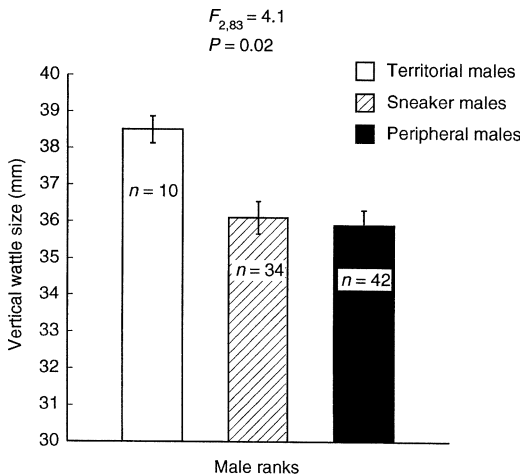 F2,83 = 4.1
P = 0.02
Territorial males
Sneaker males
Peripheral males
Vertical wattle size (mm)
40
39
38
37
36
35
34
33
32
31
30
n = 10
n = 34
n = 42
Male ranks